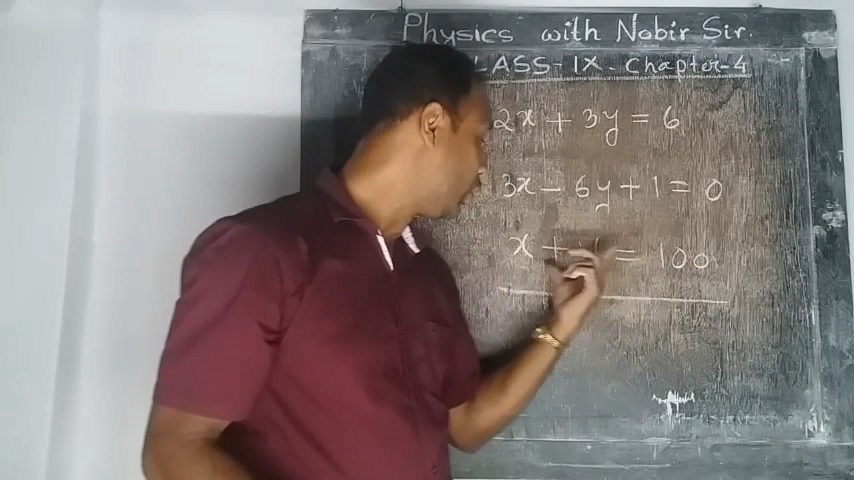 Physics with Nobir Sir.
LASS-IX. Chapter-4
2x + 3y = 6
3x - 6y + 1 = 0
x + = 100